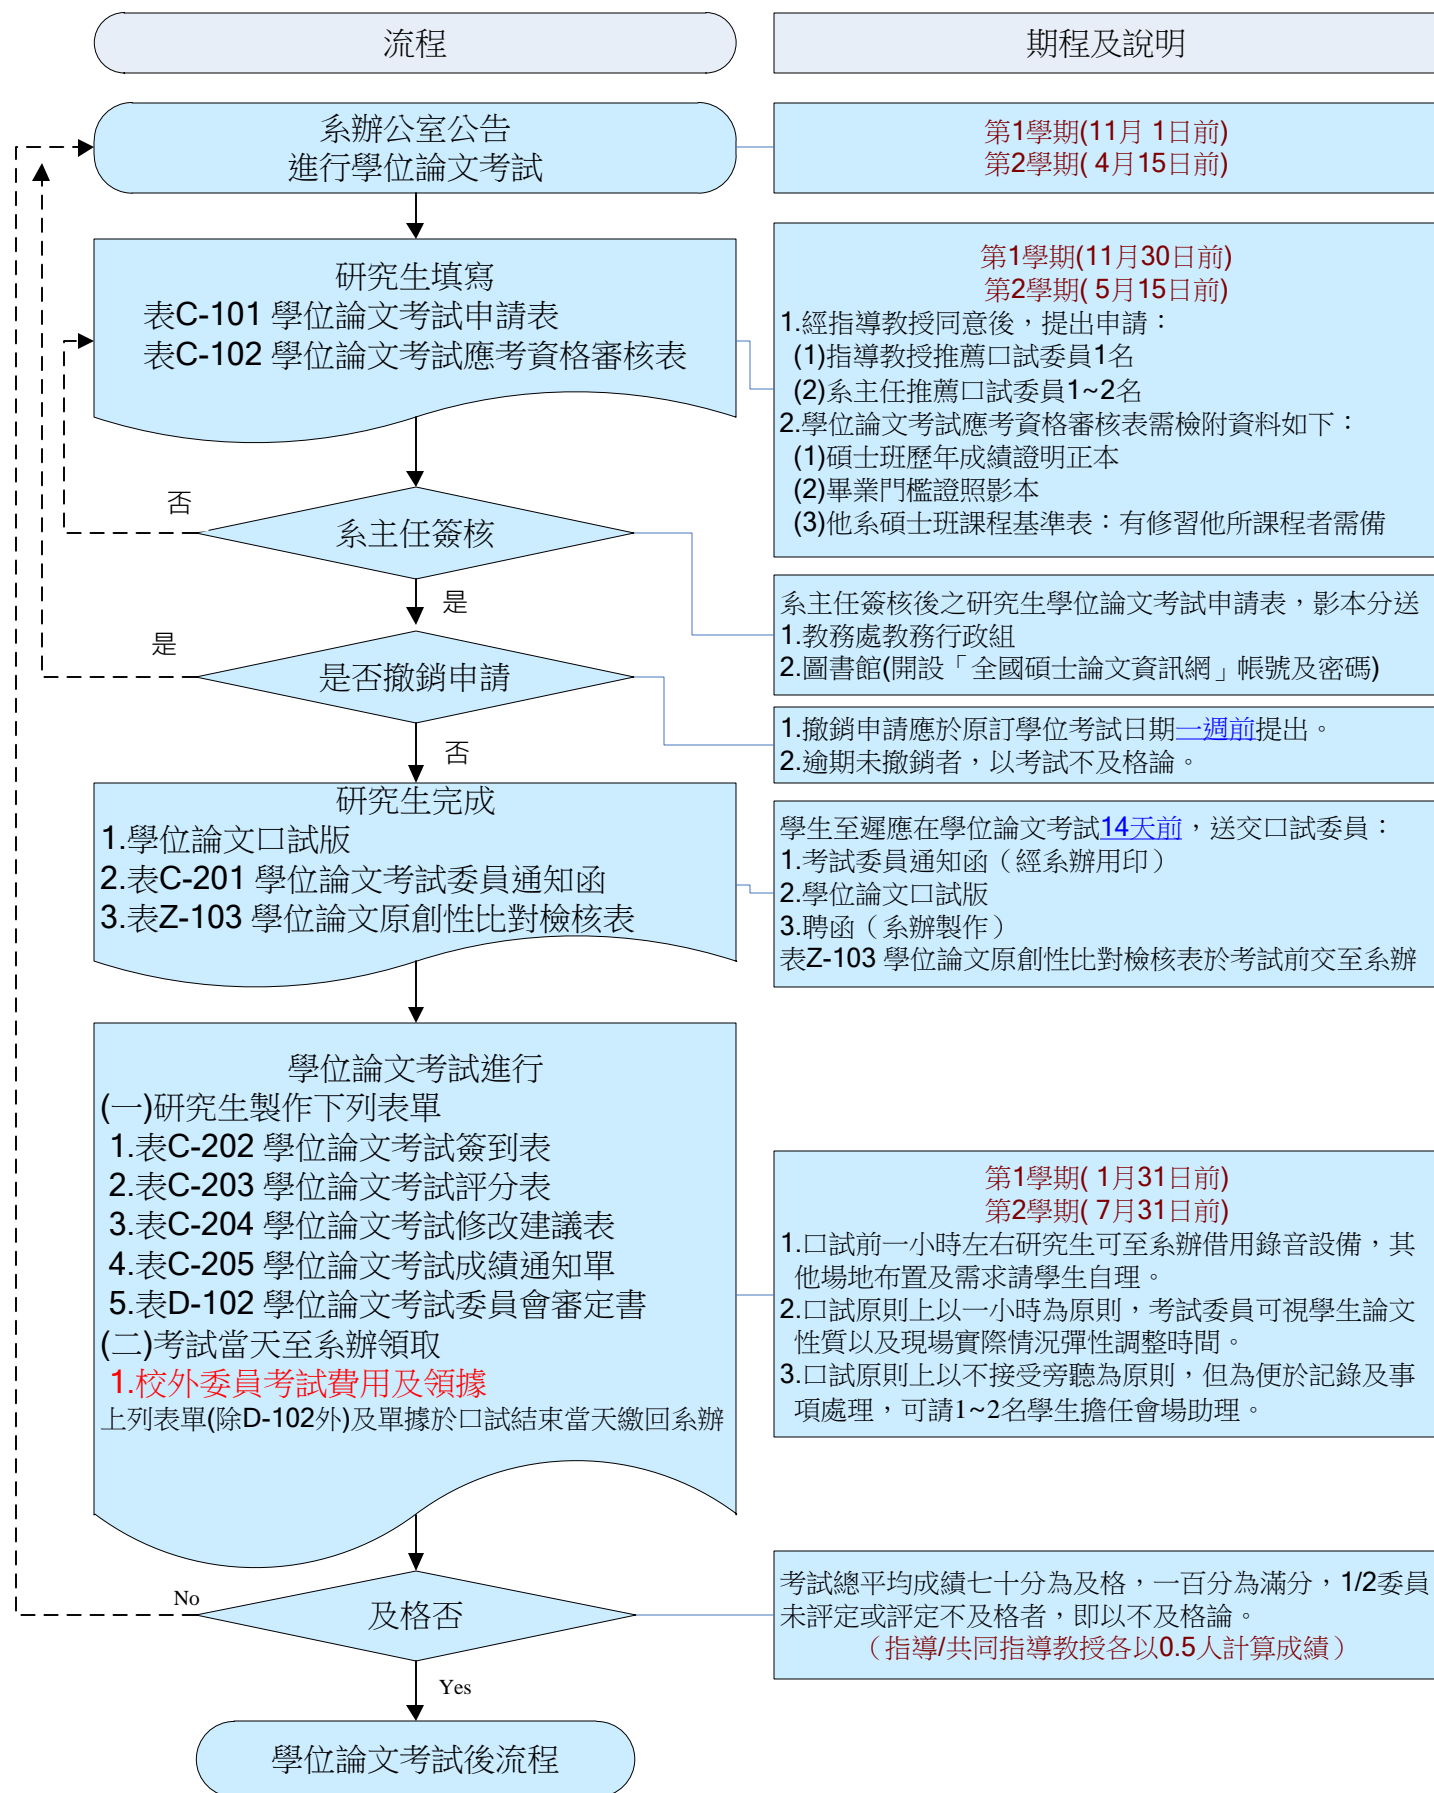 流程
期程及說明
系辦公室公告
進行學位論文考試
第1學期(11月 1日前)
第2學期( 4月15日前)
研究生填寫
表C-101 學位論文考試申請表
表C-102 學位論文考試應考資格審核表
第1學期(11月30日前)
第2學期( 5月15日前)
1.經指導教授同意後，提出申請：
(1)指導教授推薦口試委員1名
(2)系主任推薦口試委員1~2名
2.學位論文考試應考資格審核表需檢附資料如下：
(1)碩士班歷年成績證明正本
(2)畢業門檻證照影本
(3)他系碩士班課程基準表：有修習他所課程者需備
否
系主任簽核
是
系主任簽核後之研究生學位論文考試申請表，影本分送
1.教務處教務行政組
2.圖書館(開設「全國碩士論文資訊網」帳號及密碼)
是
是否撤銷申請
否
1.撤銷申請應於原訂學位考試日期一週前提出。
2.逾期未撤銷者，以考試不及格論。
研究生完成
1.學位論文口試版
2.表C-201 學位論文考試委員通知函
3.表Z-103 學位論文原創性比對檢核表
學生至遲應在學位論文考試14天前，送交口試委員：
1.考試委員通知函（經系辦用印）
2.學位論文口試版
3.聘函（系辦製作）
表Z-103 學位論文原創性比對檢核表於考試前交至系辦
學位論文考試進行
(一)研究生製作下列表單
1.表C-202 學位論文考試簽到表
2.表C-203 學位論文考試評分表
3.表C-204 學位論文考試修改建議表
4.表C-205 學位論文考試成績通知單
5.表D-102 學位論文考試委員會審定書
(二)考試當天至系辦領取
1.校外委員考試費用及領據
上列表單(除D-102外)及單據於口試結束當天繳回系辦
第1學期( 1月31日前)
第2學期( 7月31日前)
1.口試前一小時左右研究生可至系辦借用錄音設備，其
他場地布置及需求請學生自理。
2.口試原則上以一小時為原則，考試委員可視學生論文
性質以及現場實際情況彈性調整時間。
3.口試原則上以不接受旁聽為原則，但為便於記錄及事
項處理，可請1~2名學生擔任會場助理。
No
及格否
Yes
考試總平均成績七十分為及格，一百分為滿分，1/2委員
未評定或評定不及格者，即以不及格論。
（指導/共同指導教授各以0.5人計算成績）
學位論文考試後流程